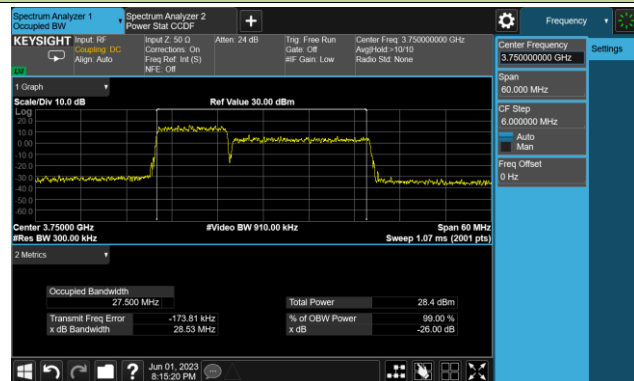 Spectrum Analyzer 1
Occupied BW
Spectrum Analyzer 2
Power Stat CCDF
+
Frequency
KEYSIGHT
Input: RF
Coupling: DC
Align: Auto
Input Z: 50 Ω
Corrections: On
Freq Ref: Int (S)
NFE: Off
Atten: 24 dB
Trig: Free Run
Gate: Off
#IF Gain: Low
Center Freq: 3.750000000 GHz
Avg|Hold:>10/10
Radio Std: None
1 Graph
Scale/Div 10.0 dB
Ref Value 30.00 dBm
Log
20.0
10.0
0.00
-10.0
-20.0
-30.0
-40.0
-50.0
-60.0
Center 3.75000 GHz
#Video BW 910.00 kHz
Span 60 MHz
#Res BW 300.00 kHz
Sweep 1.07 ms (2001 pts)
2 Metrics
Occupied Bandwidth
27.500 MHz
Total Power
28.4 dBm
Transmit Freq Error
-173.81 kHz
% of OBW Power
99.00 %
x dB Bandwidth
28.53 MHz
x dB
-26.00 dB
Center Frequency
3.750000000 GHz
Settings
Span
60.000 MHz
CF Step
6.000000 MHz
Auto
Man
Freq Offset
0 Hz
?
Jun 01, 2023
8:15:20 PM